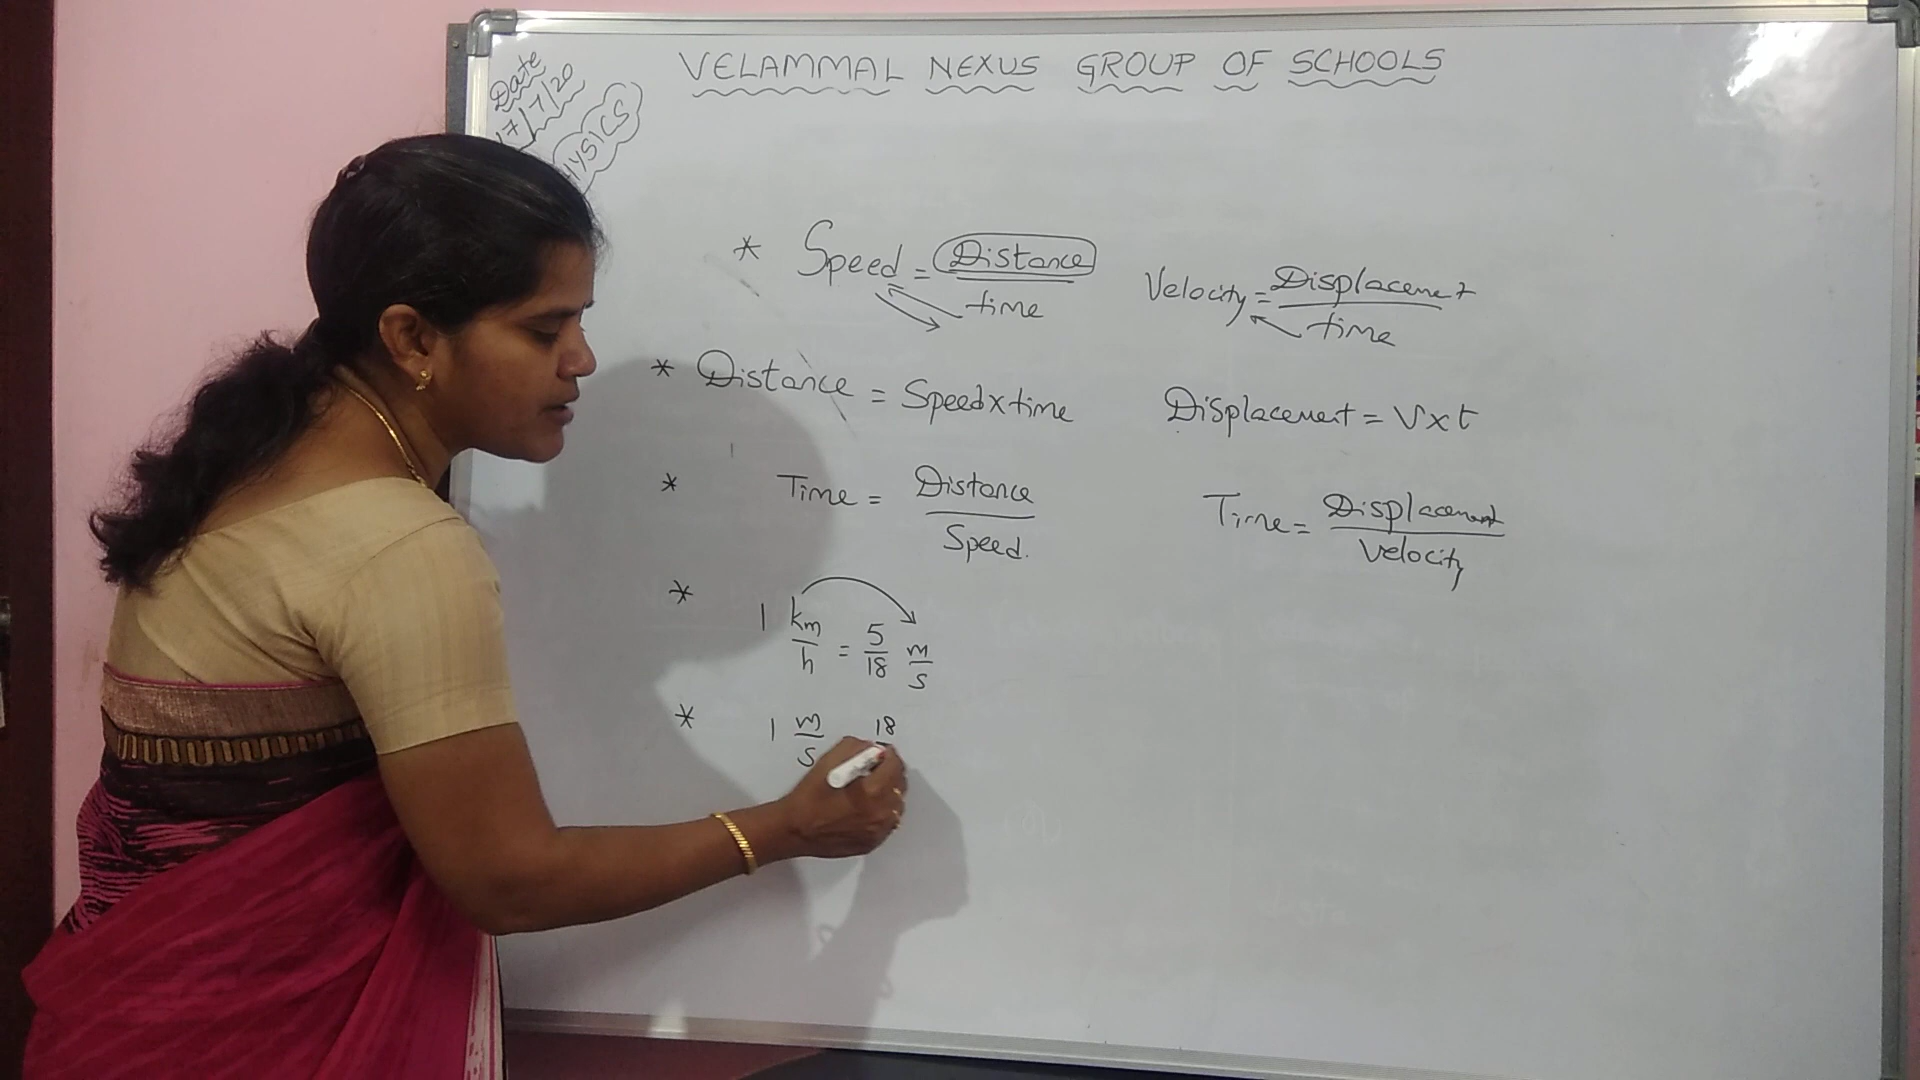 VELAMMAL NEXUS GROUP OF SCHOOLS
Date
17/7/20
* Speed = Distance / time
Velocity = Displacement / time
* Distance = Speed x time
Displacement = V x t
* Time = Distance / Speed.
Time = Displacement / Velocity
* 1 km/h = 5/18 m/s
* 1 m/s 18